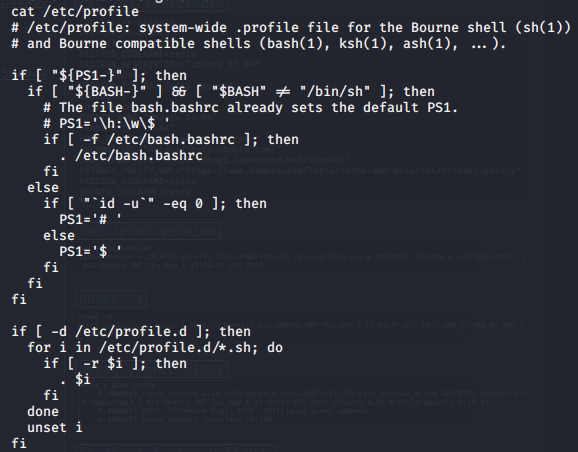 cat /etc/profile
# /etc/profile: system-wide .profile file for the Bourne shell (sh(1))
# and Bourne compatible shells (bash(1), ksh(1), ash(1), ...).
if [ "${PS1-}" ]; then
if [ "${BASH-}" ] && [ "$BASH" != "/bin/sh" ]; then
# The file bash.bashrc already sets the default PS1.
# PS1='\h:\w\$ '
if [ -f /etc/bash.bashrc ]; then
. /etc/bash.bashrc
fi
else
if [ "`id -u`" -eq 0 ]; then
PS1='# '
else
PS1='$ '
fi
fi
fi
if [ -d /etc/profile.d ]; then
for i in /etc/profile.d/*.sh; do
if [ -r $i ]; then
. $i
fi
done
unset i
fi